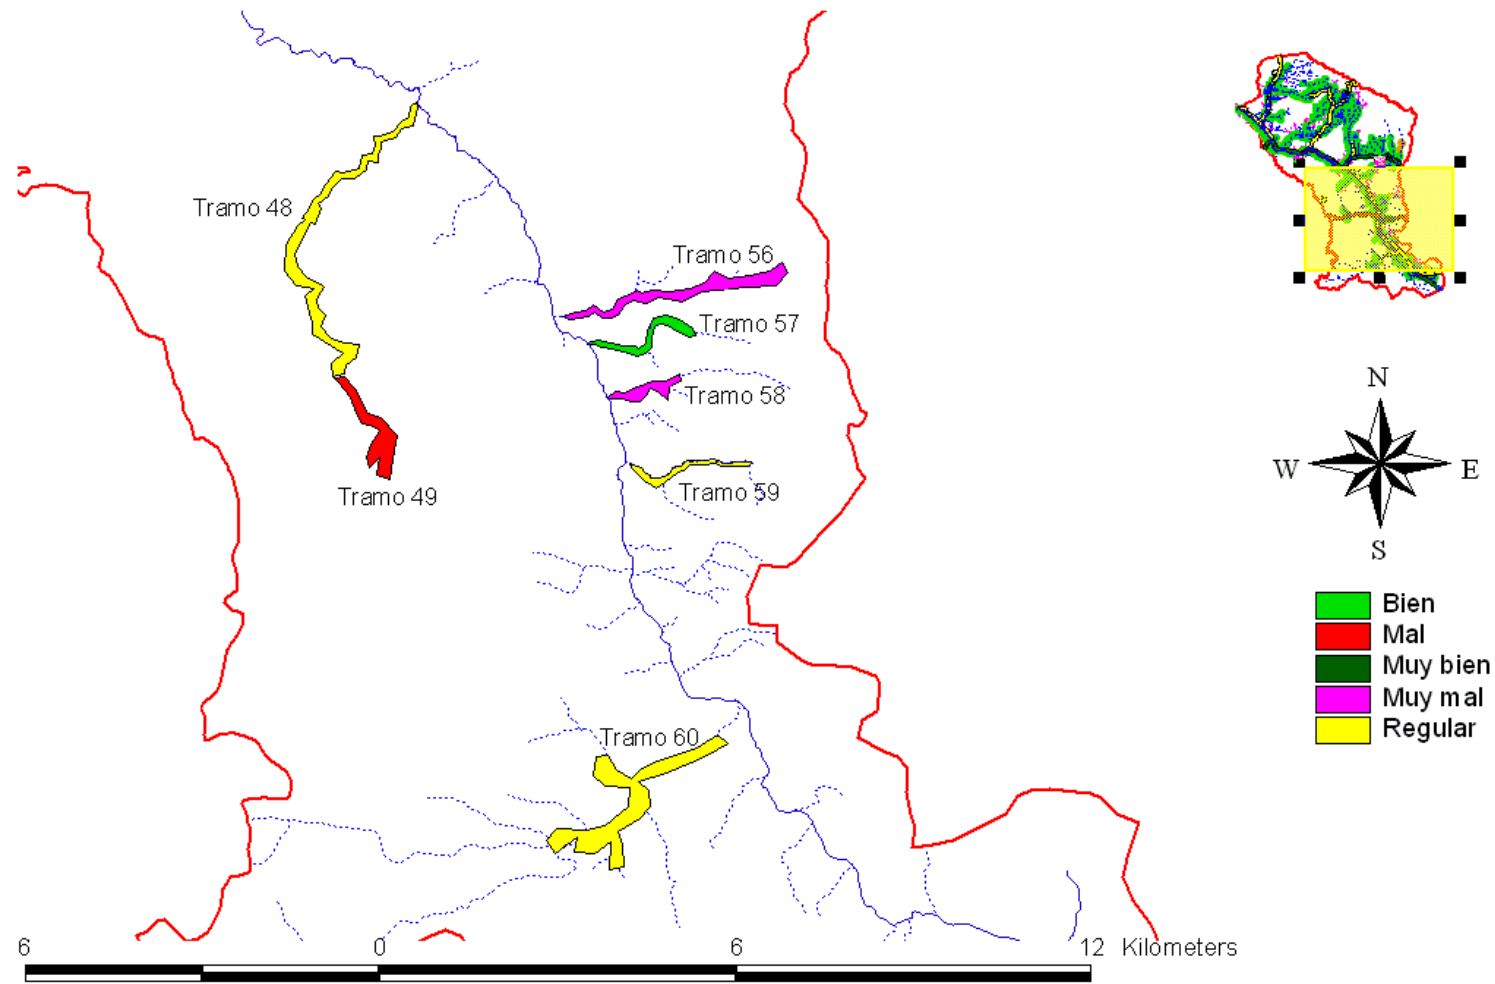 Tramo 48
Tramo 56
Tramo 57
Tramo 58
Tramo 59
Tramo 49
Tramo 60
N
W E
S
Bien
Mal
Muy bien
Muy mal
Regular
6 0 6 12 Kilometers